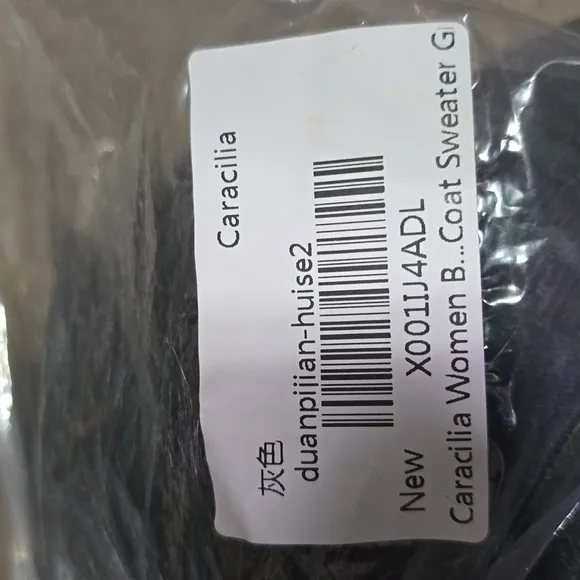 Caracilia
灰色
duanpijian-huise2
X001IJ4ADL
New
Caracilia Women B...Coat Sweater G